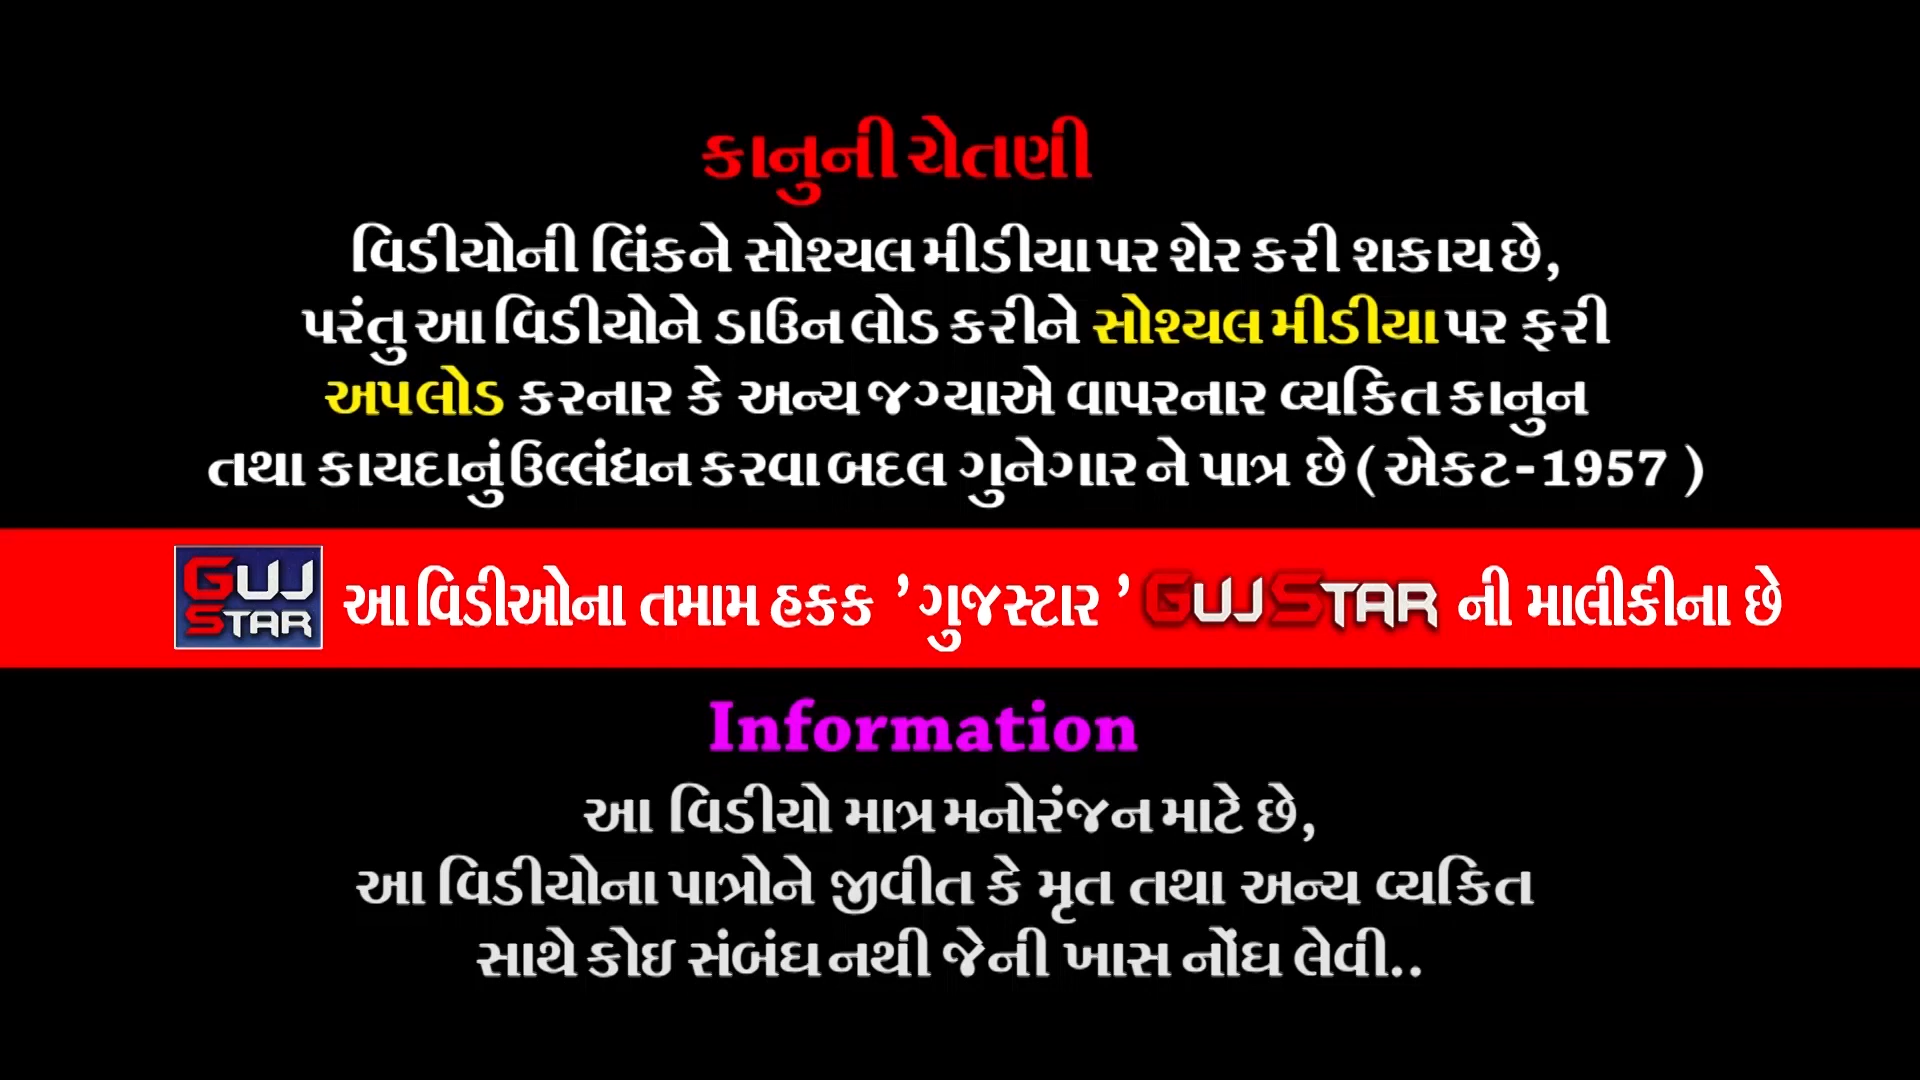 કાનુની ચેતણી
વિડીયોની લિંકને સોશ્યલ મીડીયા પર શેર કરી શકાય છે,
પરંતુ આ વિડીયોને ડાઉન લોડ કરીને સોશ્યલ મીડીયા પર ફરી
અપલોડ કરનાર કે અન્ય જગ્યાએ વાપરનાર વ્યકિત કાનુન
તથા કાયદાનું ઉલ્લંઘન કરવા બદલ ગુનેગાર ને પાત્ર છે ( એકટ-1957 )
GUJ STAR આ વિડીઓના તમામ હકક ’ ગુજસ્ટાર ’ GUJ STAR ની માલીકીના છે
Information
આ વિડીયો માત્ર મનોરંજન માટે છે,
આ વિડીયોના પાત્રોને જીવીત કે મૃત તથા અન્ય વ્યકિત
સાથે કોઇ સંબંઘ નથી જેની ખાસ નોંઘ લેવી..